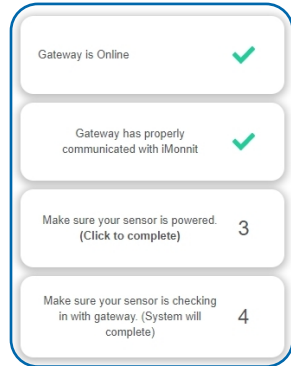 Gateway is Online
Gateway has properly
communicated with iMonnit
Make sure your sensor is powered.
(Click to complete)
3
Make sure your sensor is checking
in with gateway. (System will
complete)
4